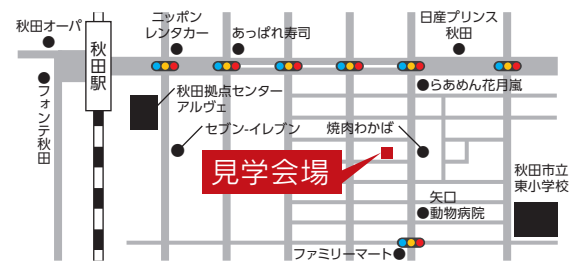 秋田オーパ
ニッポン
レンタカー
あっぱれ寿司
日産プリンス
秋田
秋田駅
フォンテ秋田
秋田拠点センター
アルヴェ
らあめん花月嵐
セブン-イレブン
焼肉わかば
見学会場
秋田市立
東小学校
矢口
動物病院
ファミリーマート